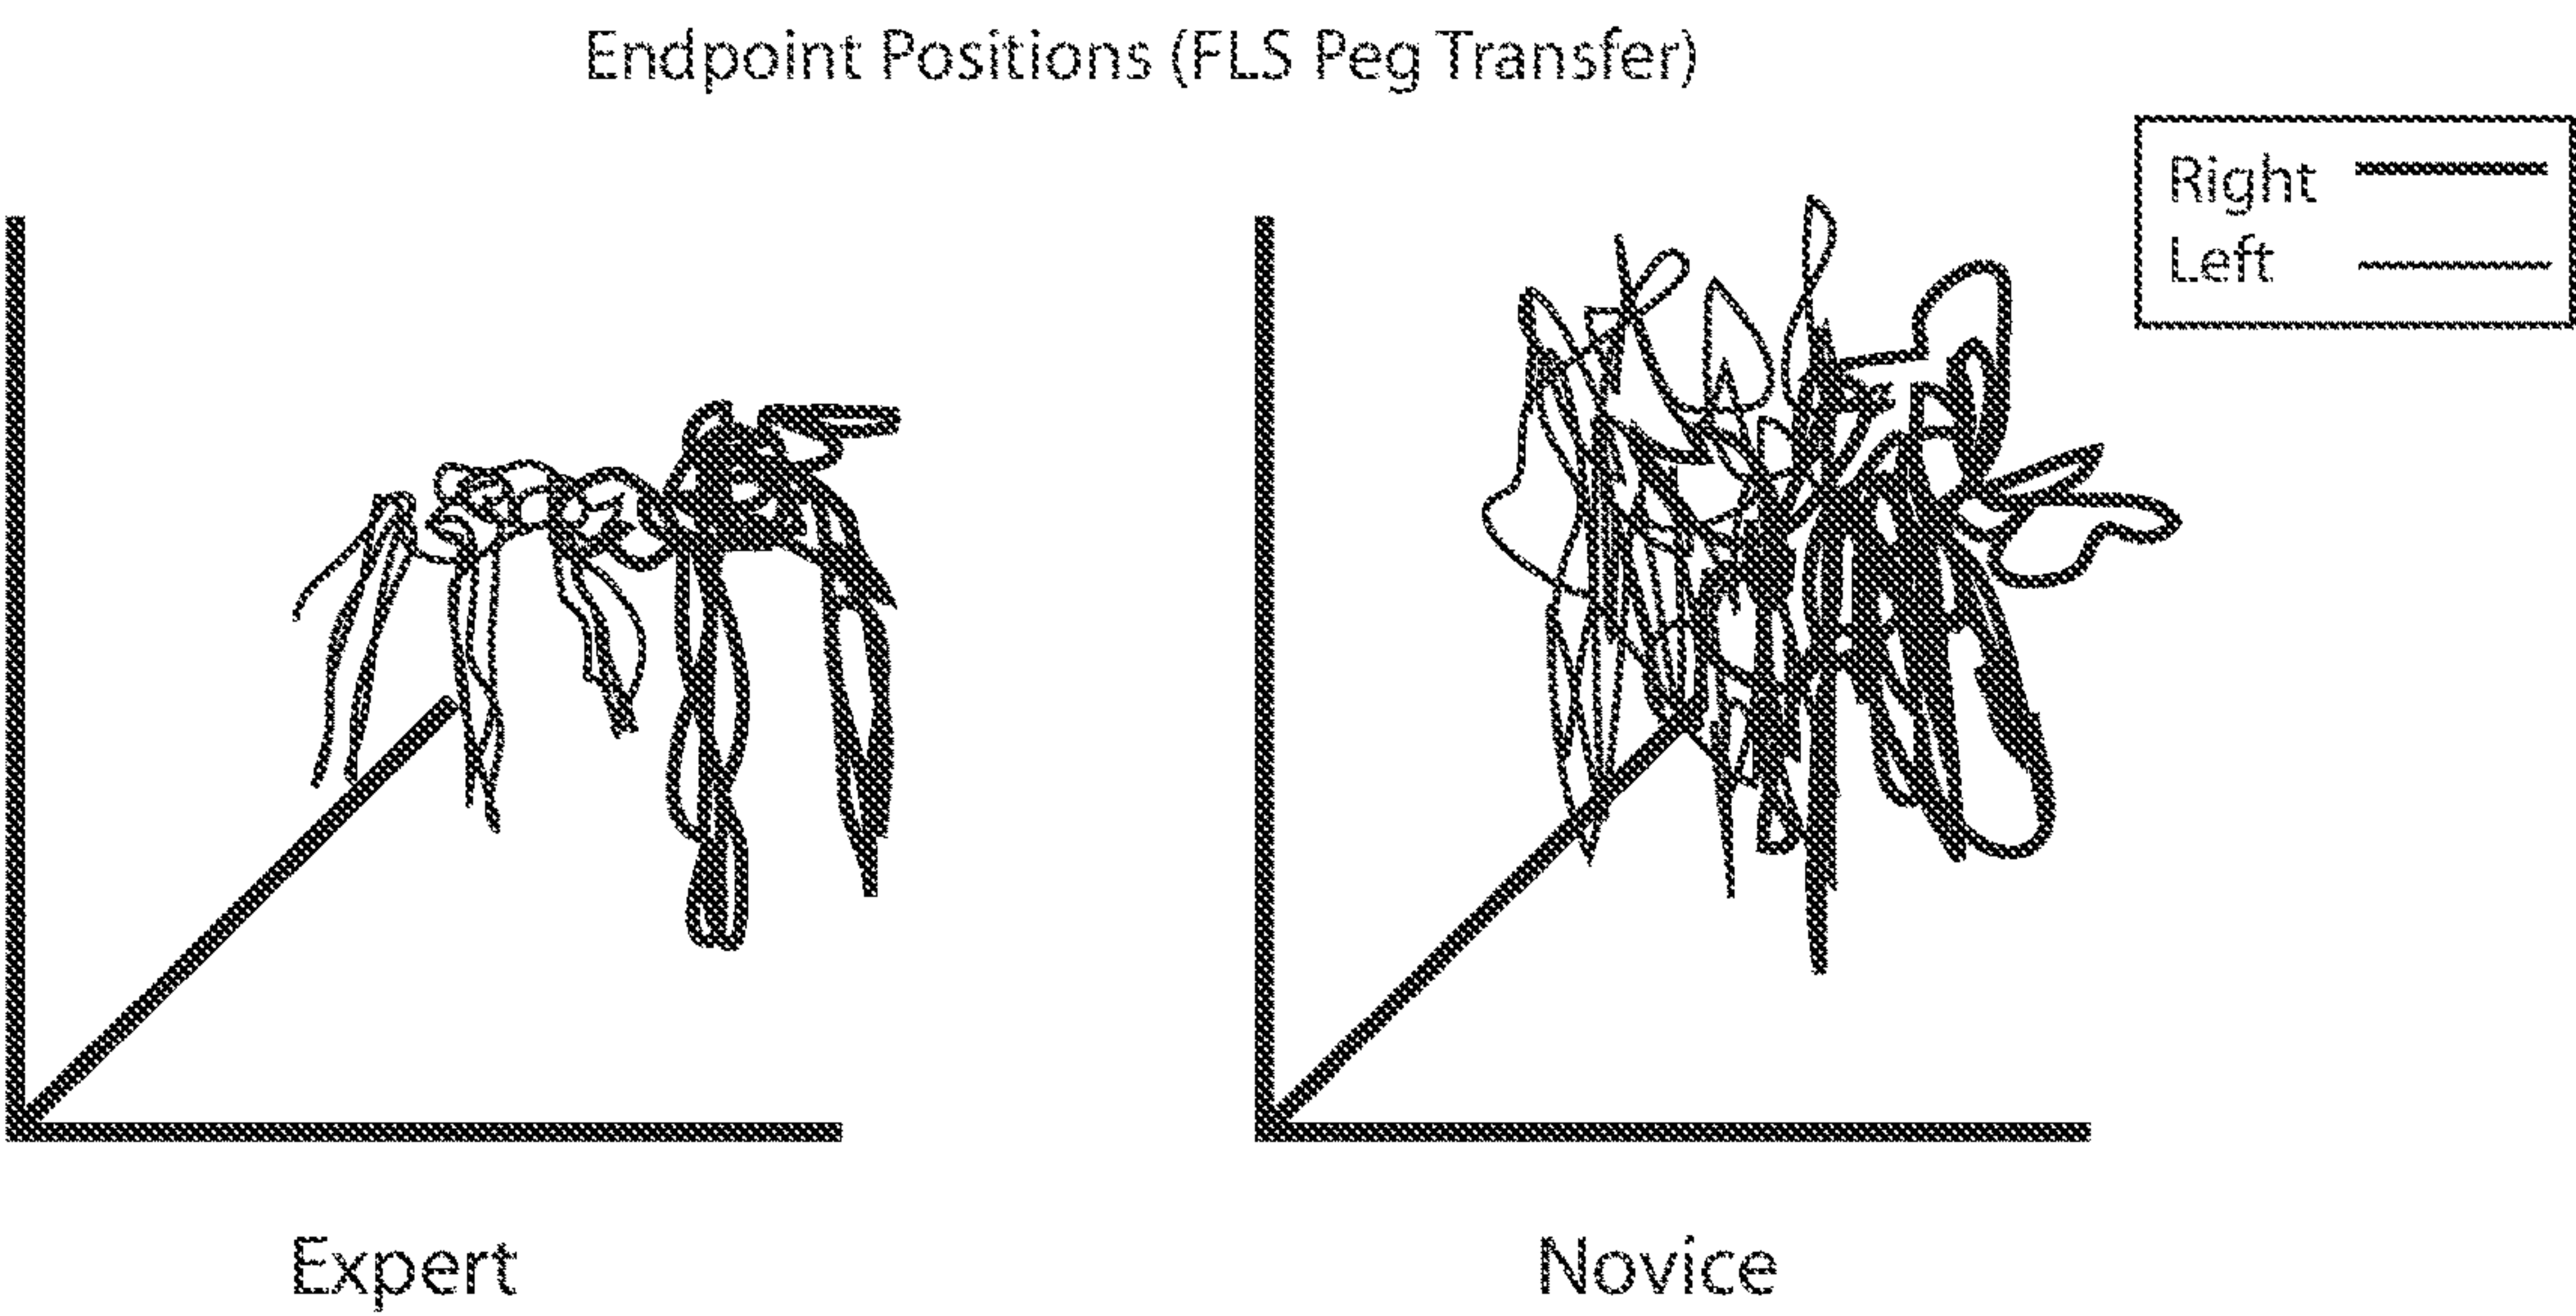 Endpoint Positions (FLS Peg Transfer)
Right
Left
Expert
Novice